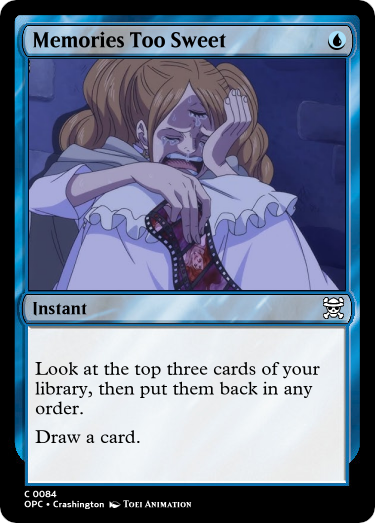 Memories Too Sweet
Instant
Look at the top three cards of your
library, then put them back in any
order.
Draw a card.
C 0084
OPC • Crashington TOEI ANIMATION